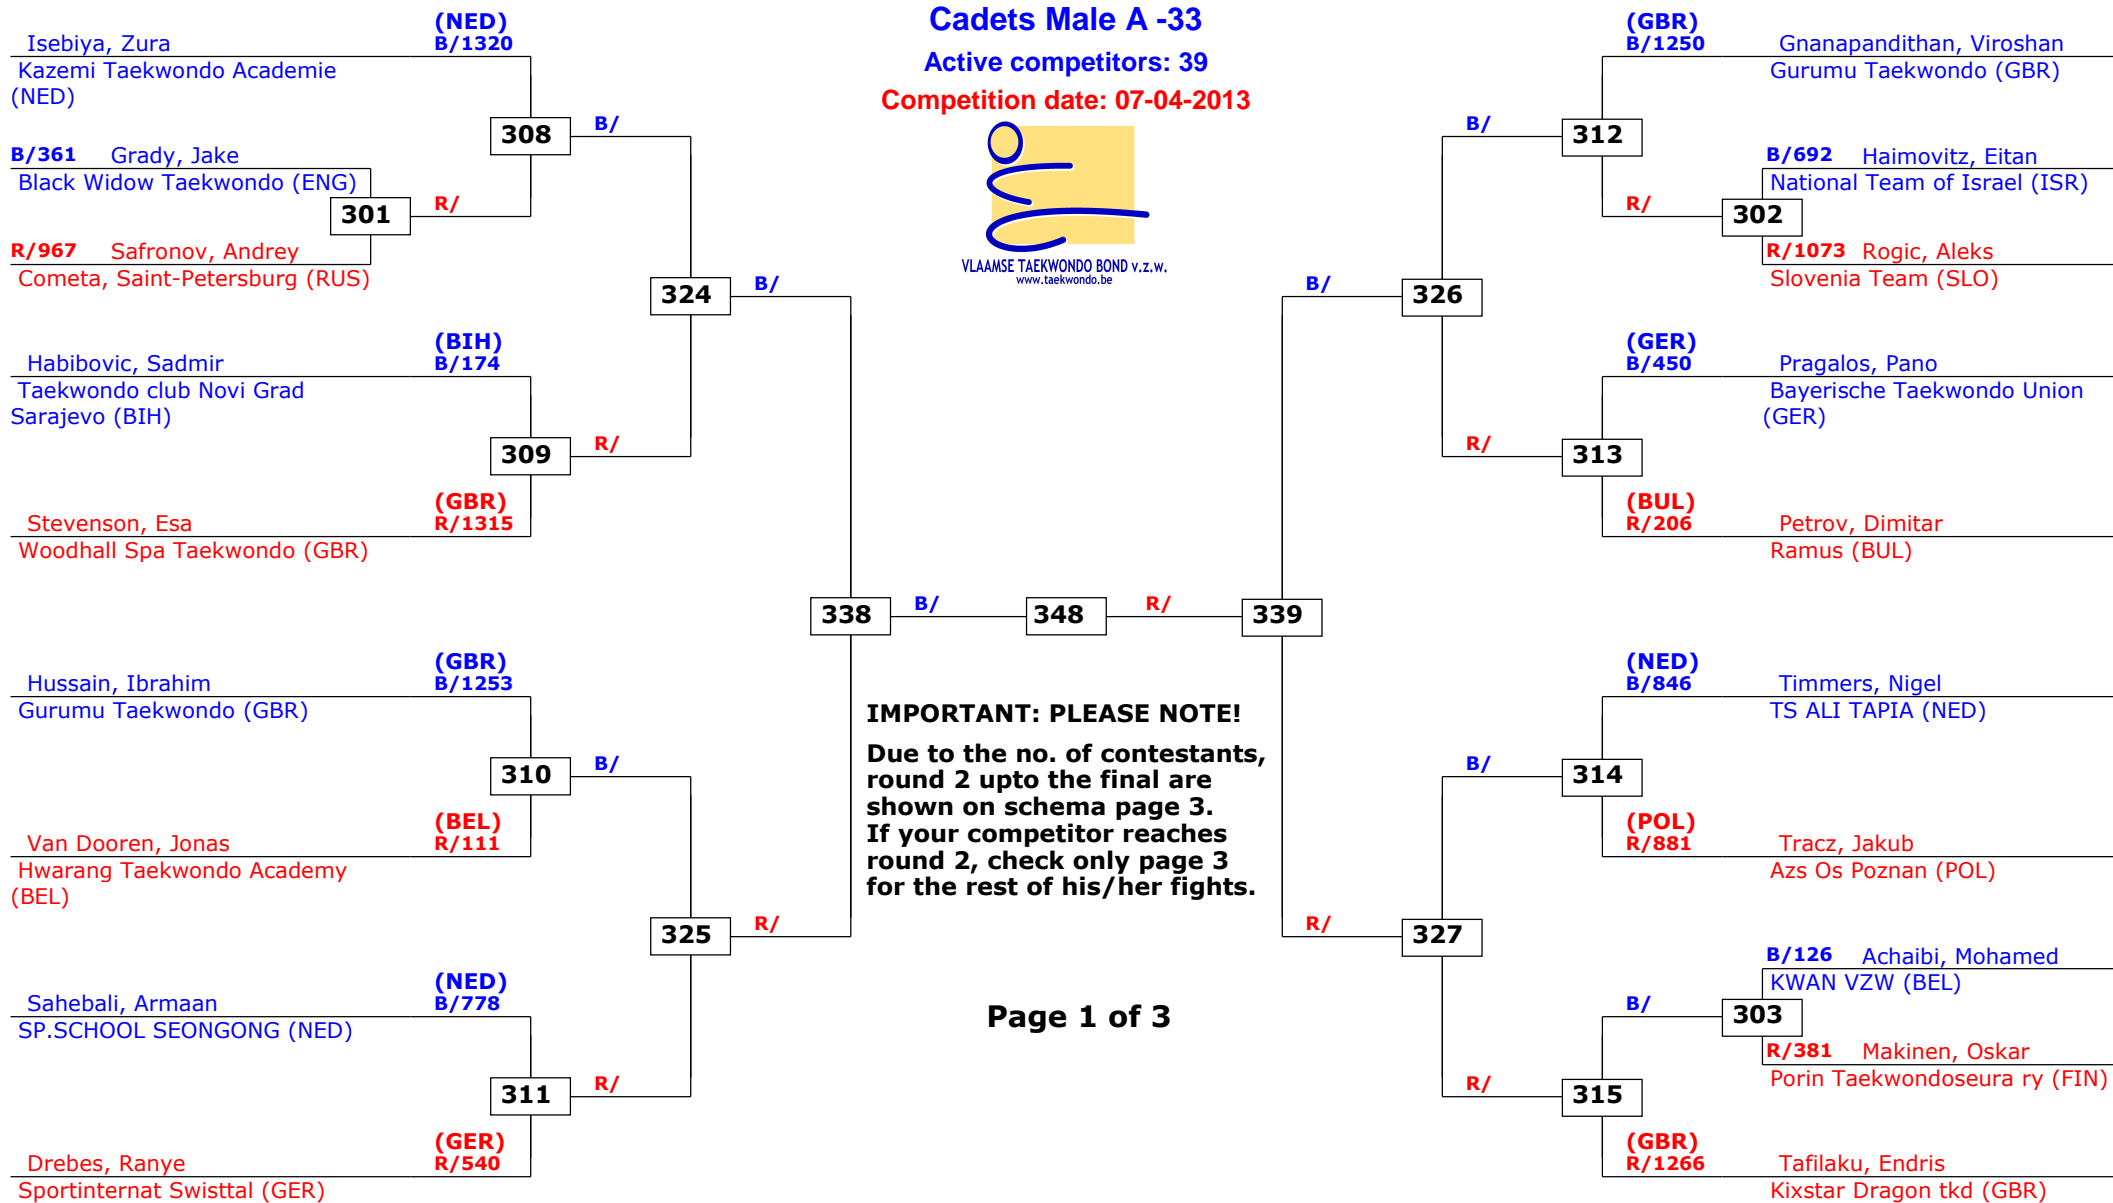 Cadets Male A -33
Active competitors: 39
Competition date: 07-04-2013
VLAAMSE TAEKWONDO BOND v.z.w.
www.taekwondo.be
(NED)
Isebiya, Zura B/1320
Kazemi Taekwondo Academie
(NED)
308 B/
B/361 Grady, Jake
Black Widow Taekwondo (ENG)
301 R/
R/967 Safronov, Andrey
Cometa, Saint-Petersburg (RUS)
324 B/
(BIH)
Habibovic, Sadmir B/174
Taekwondo club Novi Grad
Sarajevo (BIH)
309 R/
(GBR)
Stevenson, Esa R/1315
Woodhall Spa Taekwondo (GBR)
338 B/ 348 R/ 339
(GBR)
Hussain, Ibrahim B/1253
Gurumu Taekwondo (GBR)
310 B/
(BEL)
Van Dooren, Jonas R/111
Hwarang Taekwondo Academy
(BEL)
325 R/
(NED)
Sahebali, Armaan B/778
SP.SCHOOL SEONGONG (NED)
311 R/
(GER)
Drebes, Ranye R/540
Sportinternat Swisttal (GER)
IMPORTANT: PLEASE NOTE!
Due to the no. of contestants,
round 2 upto the final are
shown on schema page 3.
If your competitor reaches
round 2, check only page 3
for the rest of his/her fights.
Page 1 of 3
(GBR)
B/1250 Gnanapandithan, Viroshan
Gurumu Taekwondo (GBR)
B/ 312
B/692 Haimovitz, Eitan
National Team of Israel (ISR)
R/ 302
R/1073 Rogic, Aleks
Slovenia Team (SLO)
B/ 326
(GER)
B/450 Pragalos, Pano
Bayerische Taekwondo Union
(GER)
R/ 313
(BUL)
R/206 Petrov, Dimitar
Ramus (BUL)
(NED)
B/846 Timmers, Nigel
TS ALI TAPIA (NED)
B/ 314
(POL)
R/881 Tracz, Jakub
Azs Os Poznan (POL)
R/ 327
B/126 Achaibi, Mohamed
KWAN VZW (BEL)
B/ 303
R/381 Makinen, Oskar
Porin Taekwondoseura ry (FIN)
R/ 315
(GBR)
R/1266 Tafilaku, Endris
Kixstar Dragon tkd (GBR)